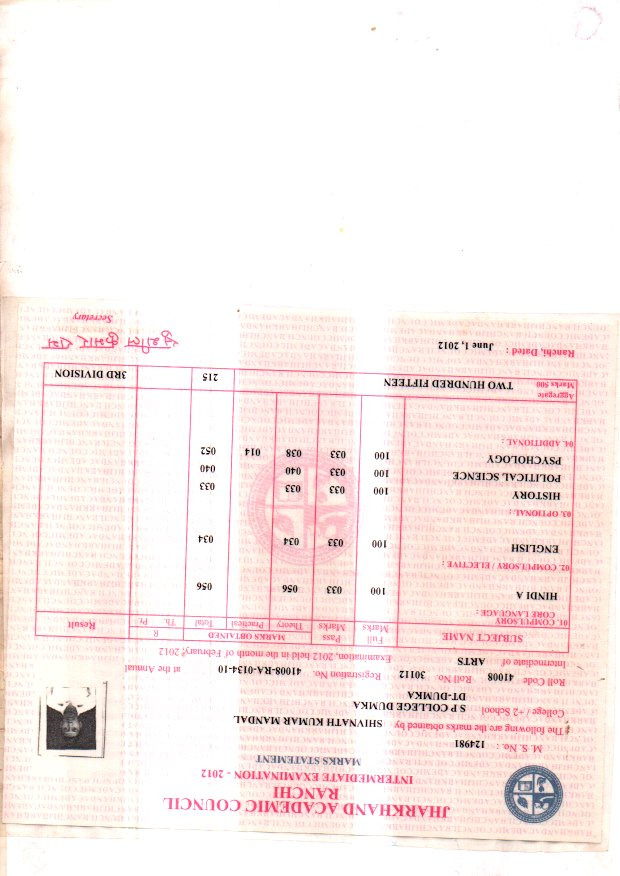 JHARKHAND ACADEMIC COUNCIL
RANCHI
INTERMEDIATE EXAMINATION - 2012
MARKS STATEMENT
M. S. No. : 124981
The following are the marks obtained by SHIVNATH KUMAR MANDAL
College / +2 School S P COLLEGE DUMKA
DT-DUMKA
Roll Code 41008 Roll No. 30112 Registration No. 41008-RA-0134-10 at the Annual
Intermediate of ARTS Examination, 2012 held in the month of February, 2012
SUBJECT NAME Full Marks Pass Marks MARKS OBTAINED Theory Practical Total R Th. Pr. Result
01. COMPULSORY
CORE LANGUAGE :
HINDI A 100 033 056 056
02. COMPULSORY / ELECTIVE :
ENGLISH 100 033 034 034
03. OPTIONAL :
HISTORY 100 033 033 033
POLITICAL SCIENCE 100 033 040 040
PSYCHOLOGY 100 033 038 014 052
04. ADDITIONAL :
Aggregate Marks 500 TWO HUNDRED FIFTEEN 215 3RD DIVISION
Ranchi, Dated : June 1, 2012
सुशील कुमार राय
Secretary